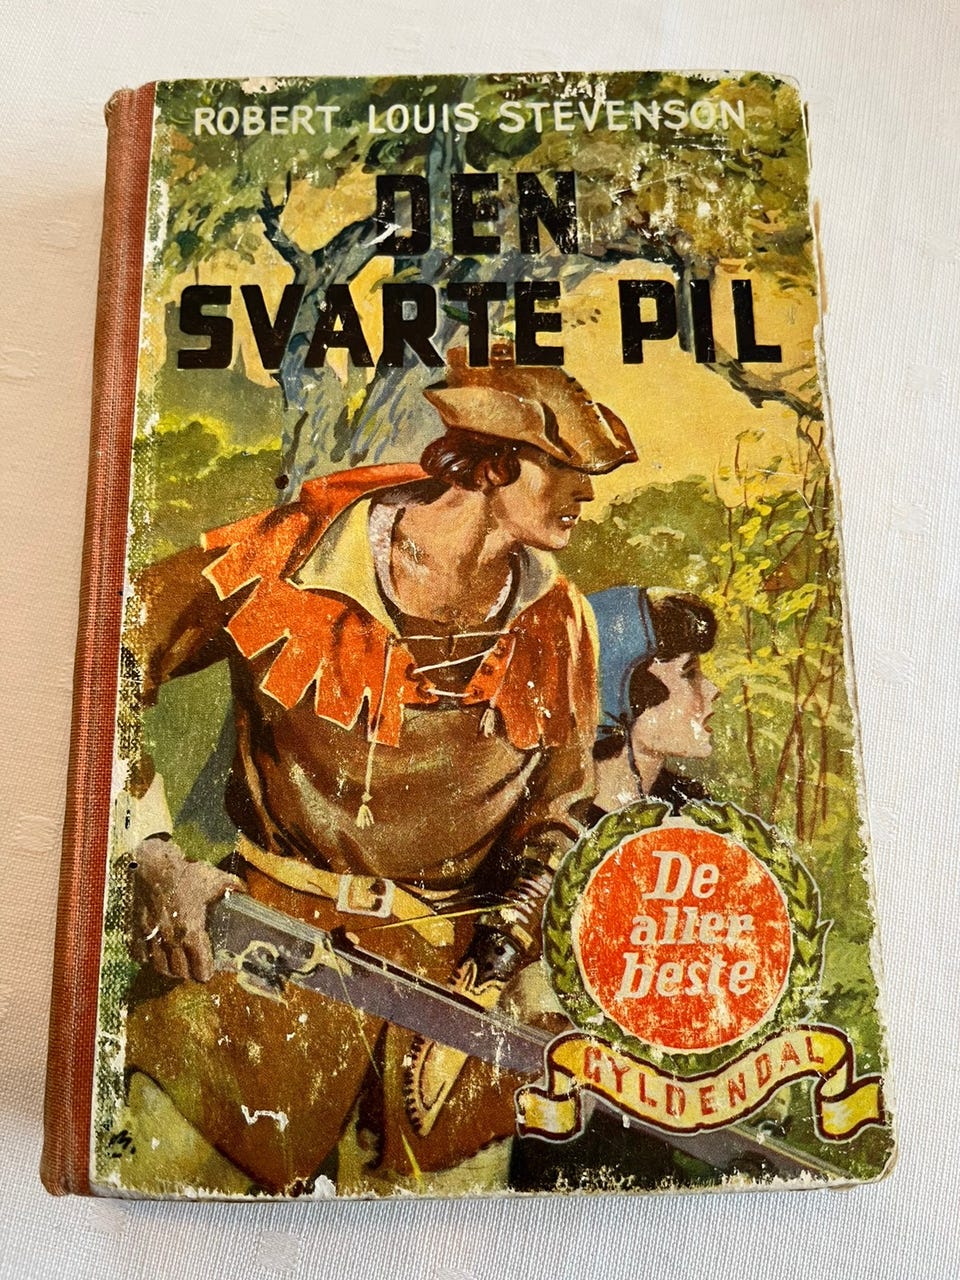 ROBERT LOUIS STEVENSON
DEN
SVARTE PIL
De
aller
beste
GYLDENDAL